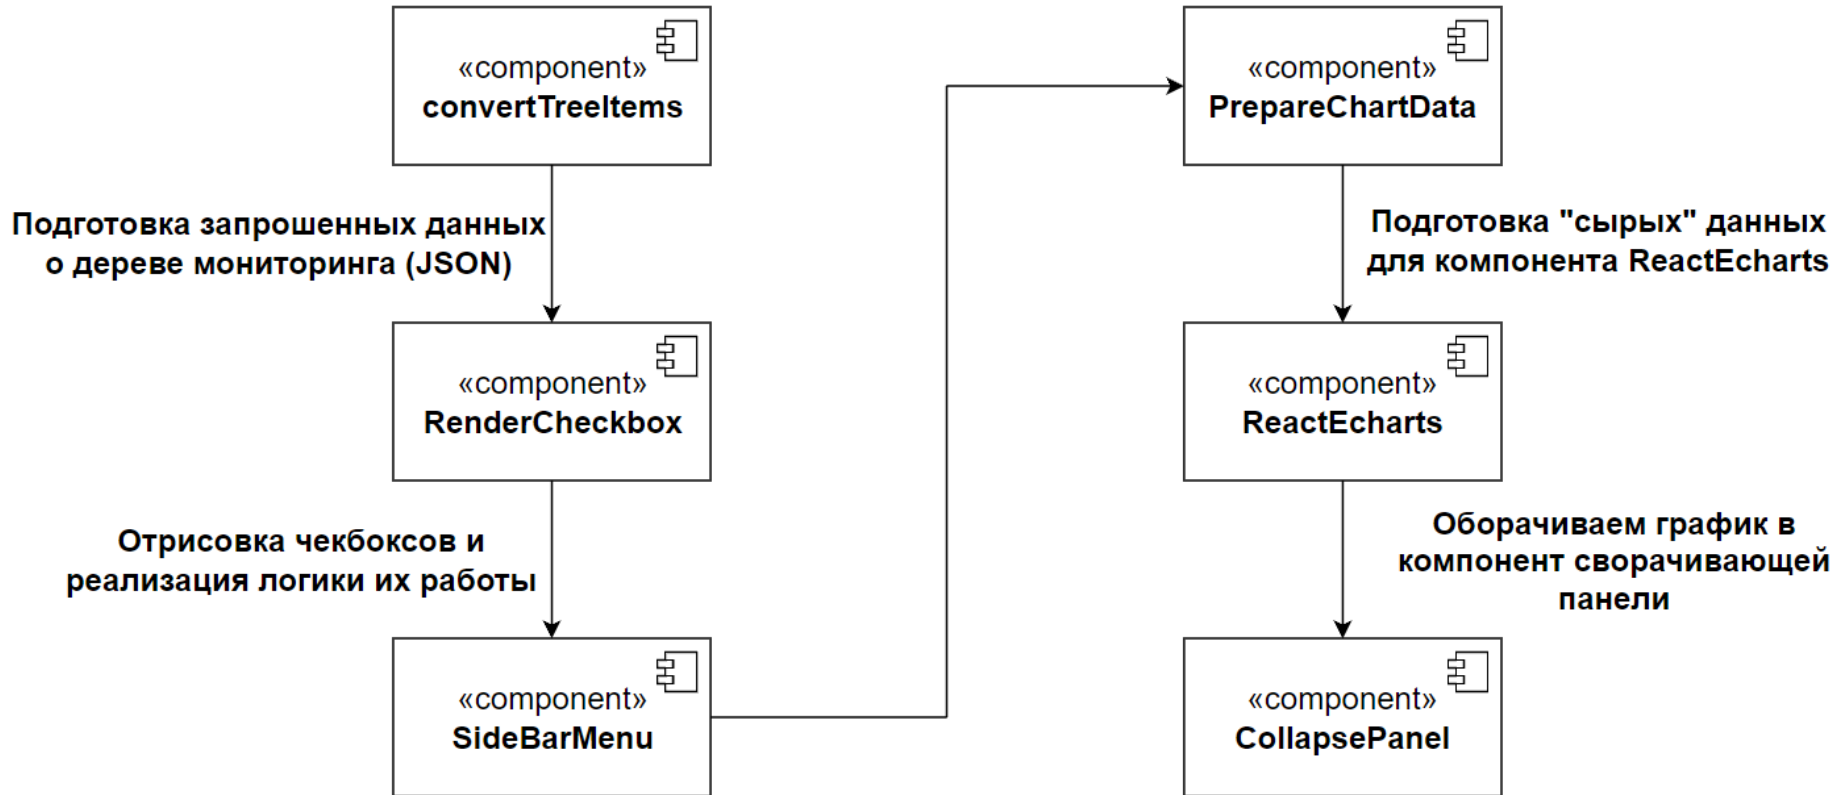 «component»
convertTreeItems
Подготовка запрошенных данных
о дереве мониторинга (JSON)
«component»
RenderCheckbox
Отрисовка чекбоксов и
реализация логики их работы
«component»
SideBarMenu
«component»
PrepareChartData
Подготовка "сырых" данных
для компонента ReactEcharts
«component»
ReactEcharts
Оборачиваем график в
компонент сворачивающей
панели
«component»
CollapsePanel